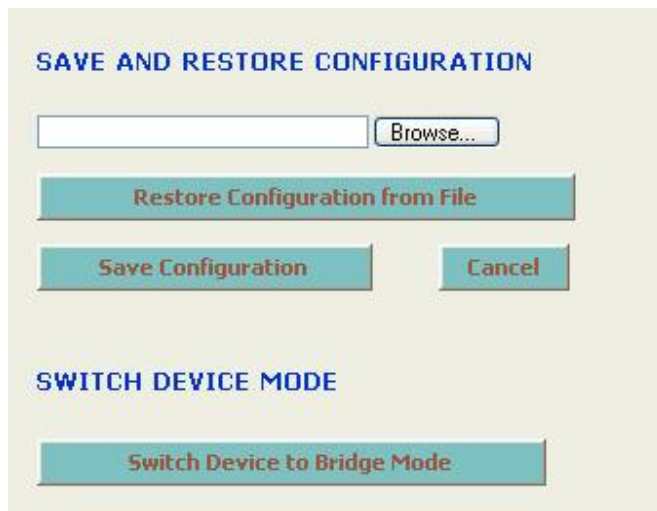 SAVE AND RESTORE CONFIGURATION
Browse...
Restore Configuration from File
Save Configuration Cancel
SWITCH DEVICE MODE
Switch Device to Bridge Mode